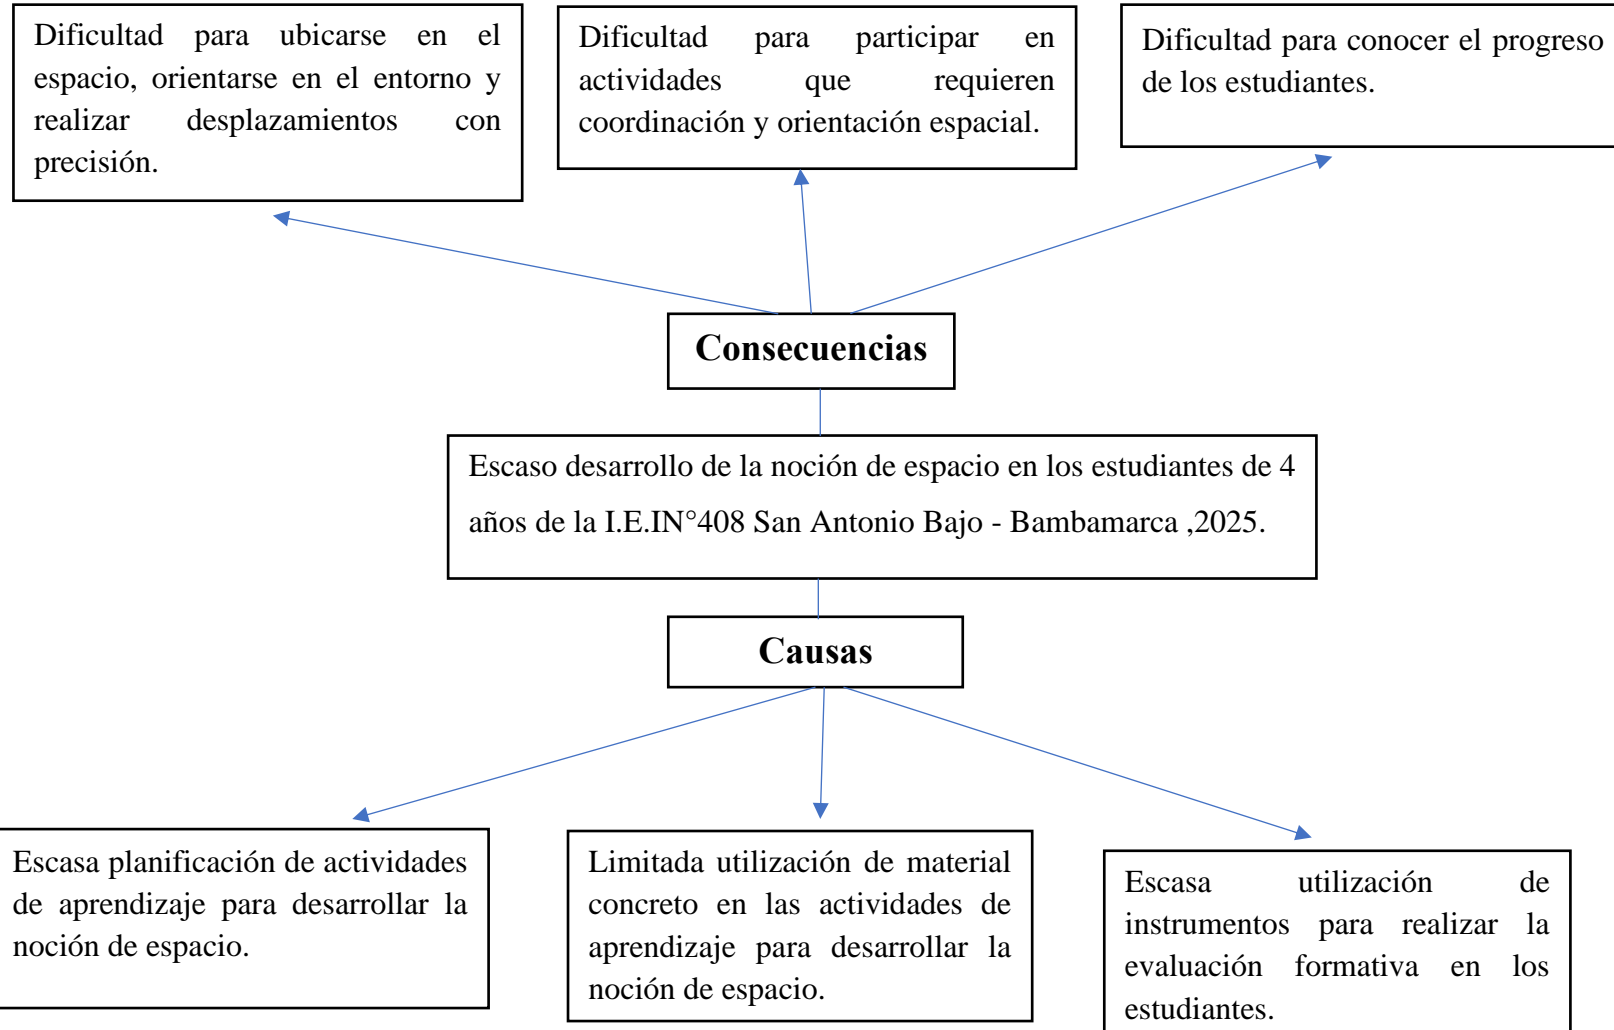 Dificultad para ubicarse en el
espacio, orientarse en el entorno y
realizar desplazamientos con
precisión.
Dificultad para participar en
actividades que requieren
coordinación y orientación espacial.
Dificultad para conocer el progreso
de los estudiantes.
Consecuencias
Escaso desarrollo de la noción de espacio en los estudiantes de 4
años de la I.E.IN°408 San Antonio Bajo - Bambamarca ,2025.
Causas
Escasa planificación de actividades
de aprendizaje para desarrollar la
noción de espacio.
Limitada utilización de material
concreto en las actividades de
aprendizaje para desarrollar la
noción de espacio.
Escasa utilización de
instrumentos para realizar la
evaluación formativa en los
estudiantes.